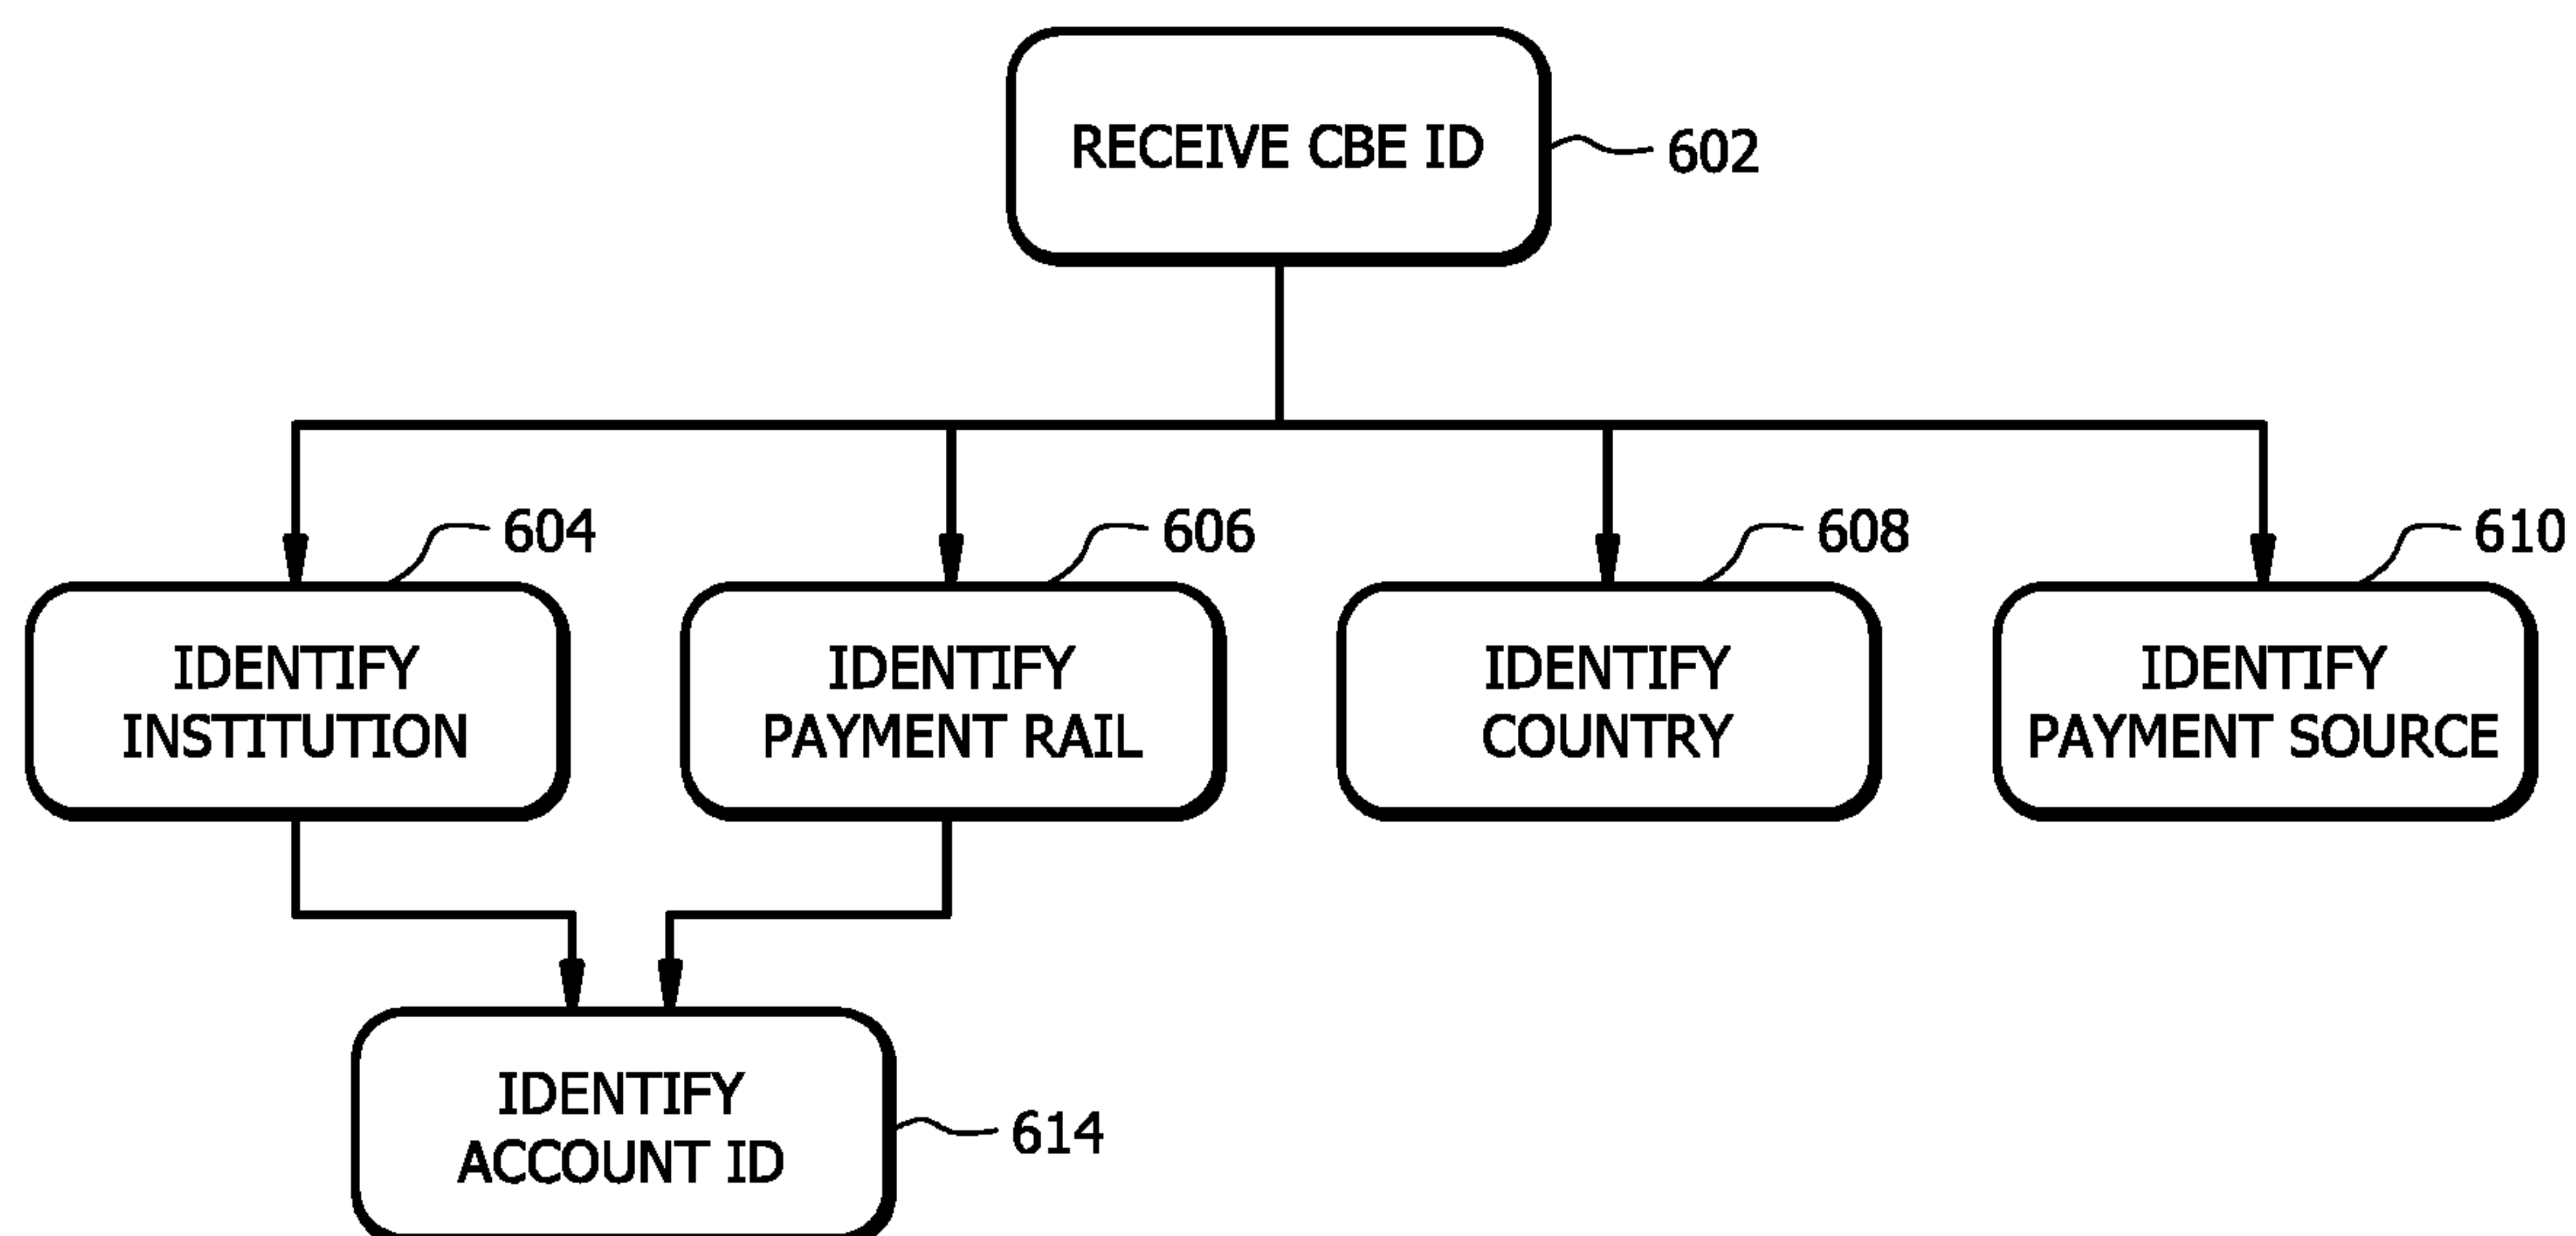 RECEIVE CBE ID
602
604
606
608
610
IDENTIFY
INSTITUTION
IDENTIFY
PAYMENT RAIL
IDENTIFY
COUNTRY
IDENTIFY
PAYMENT SOURCE
IDENTIFY
ACCOUNT ID
614